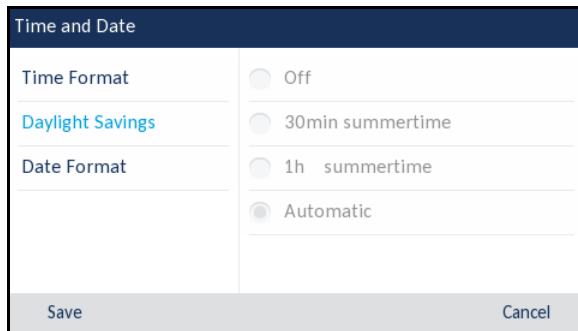 Time and Date
Time Format
Daylight Savings
Date Format
Off
30min summertime
1h summertime
Automatic
Save
Cancel